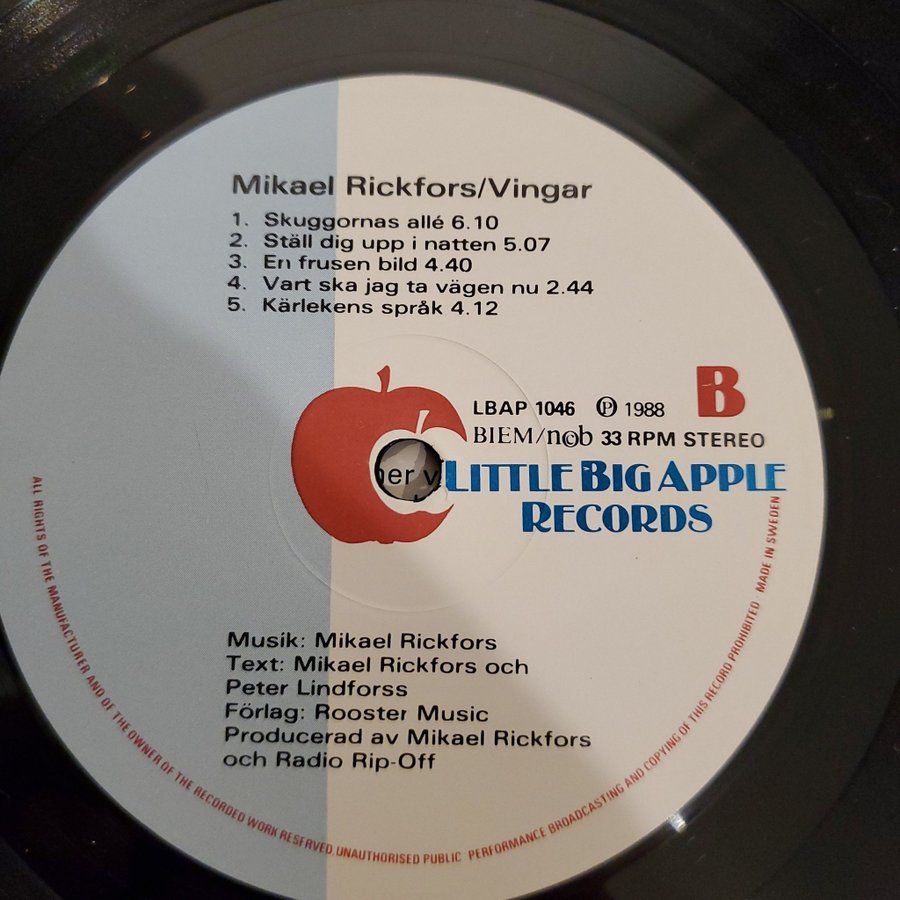 Mikael Rickfors/Vingar
1. Skuggornas allé 6.10
2. Ställ dig upp i natten 5.07
3. En frusen bild 4.40
4. Vart ska jag ta vägen nu 2.44
5. Kärlekens språk 4.12
B
LBAP 1046 Ⓟ 1988
BIEM/n©b 33 RPM STEREO
LITTLE BIG APPLE
RECORDS
Musik: Mikael Rickfors
Text: Mikael Rickfors och
Peter Lindforss
Förlag: Rooster Music
Producerad av Mikael Rickfors
och Radio Rip-Off
ALL RIGHTS OF THE MANUFACTURER AND OF THE OWNER OF THE RECORDED WORK RESERVED. UNAUTHORISED PUBLIC PERFORMANCE BROADCASTING AND COPYING OF THIS RECORD PROHIBITED MADE IN SWEDEN